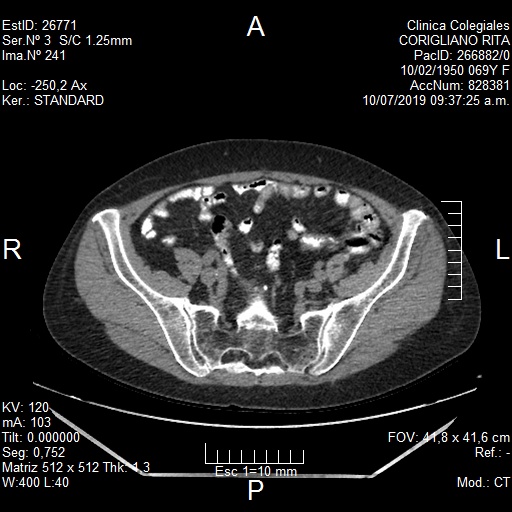 EstID: 26771
Ser.Nº 3 S/C 1.25mm
Ima.Nº 241
Loc: -250,2 Ax
Ker.: STANDARD
A
Clinica Colegiales
CORIGLIANO RITA
PacID: 266882/0
10/02/1950 069Y F
AccNum: 828381
10/07/2019 09:37:25 a.m.
R
L
KV: 120
mA: 103
Tilt: 0.000000
Seg: 0,752
Matriz 512 x 512 Thk: 1.3
W:400 L:40
Esc 1=10 mm
P
FOV: 41,8 x 41,6 cm
Ref.: -
Mod.: CT